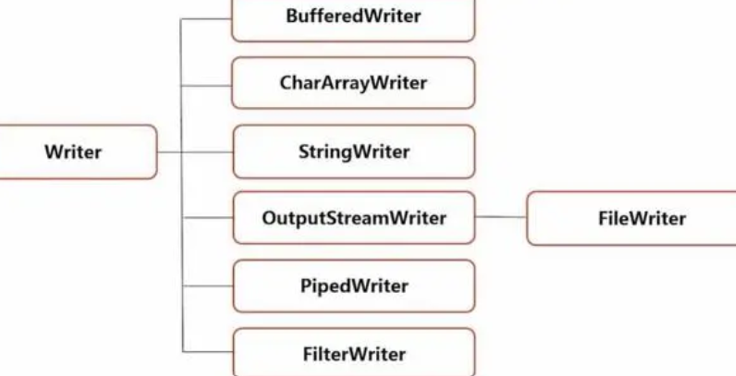 BufferedWriter
CharArrayWriter
Writer
StringWriter
OutputStreamWriter
FileWriter
PipedWriter
FilterWriter